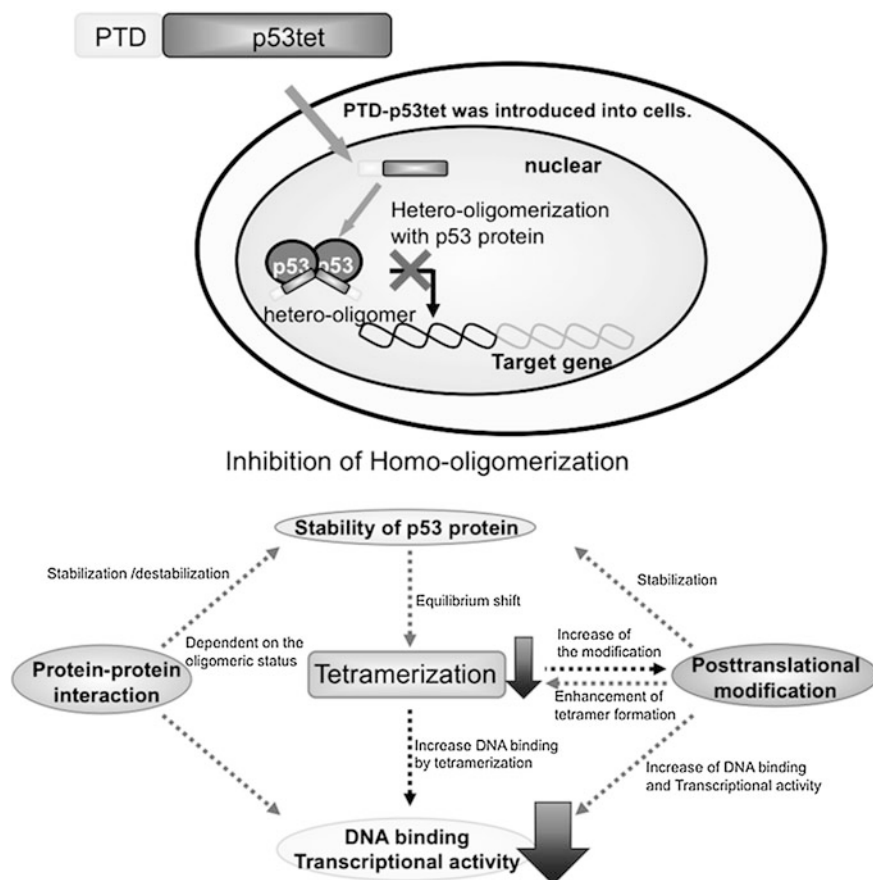 PTD p53tet
PTD-p53tet was introduced into cells.
nuclear
Hetero-oligomerization
with p53 protein
p53 p53
hetero-oligomer
Target gene
Inhibition of Homo-oligomerization
Stability of p53 protein
Stabilization /destabilization
Stabilization
Equilibrium shift
Dependent on the
oligomeric status
Protein-protein
interaction
Tetramerization
Increase of
the modification
Enhancement of
tetramer formation
Posttranslational
modification
Increase DNA binding
by tetramerization
Increase of DNA binding
and Transcriptional activity
DNA binding
Transcriptional activity